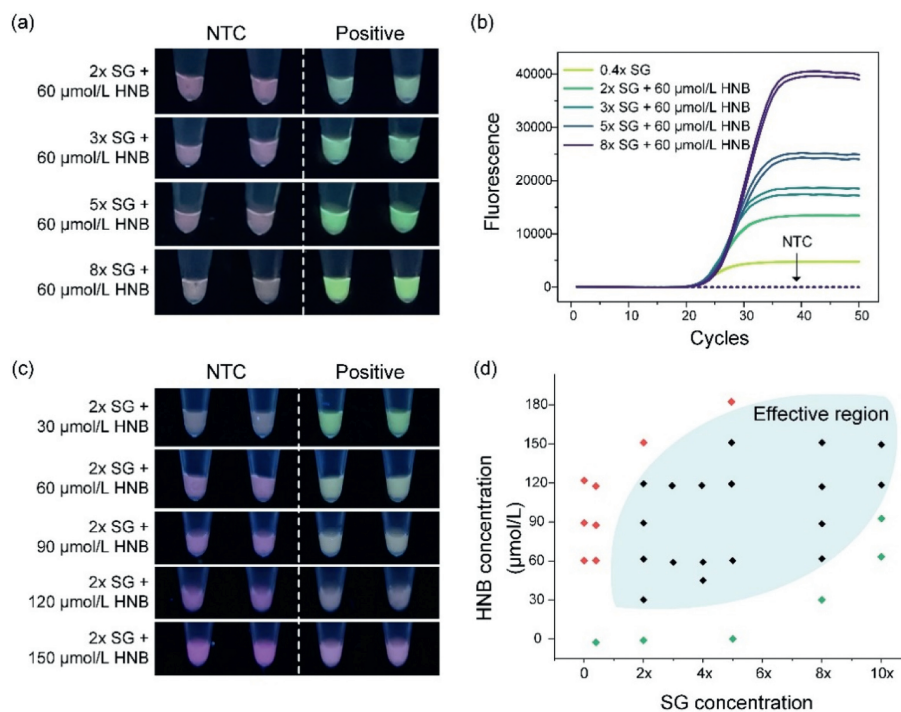 (a)
NTC Positive
2x SG +
60 μmol/L HNB
3x SG +
60 μmol/L HNB
5x SG +
60 μmol/L HNB
8x SG +
60 μmol/L HNB
(b)
40000
30000
20000
10000
0
Fluorescence
0.4x SG
2x SG + 60 μmol/L HNB
3x SG + 60 μmol/L HNB
5x SG + 60 μmol/L HNB
8x SG + 60 μmol/L HNB
NTC
0 10 20 30 40 50
Cycles
(c)
NTC Positive
2x SG +
30 μmol/L HNB
2x SG +
60 μmol/L HNB
2x SG +
90 μmol/L HNB
2x SG +
120 μmol/L HNB
2x SG +
150 μmol/L HNB
(d)
Effective region
180
150
120
90
60
30
0
HNB concentration
(μmol/L)
0 2x 4x 6x 8x 10x
SG concentration